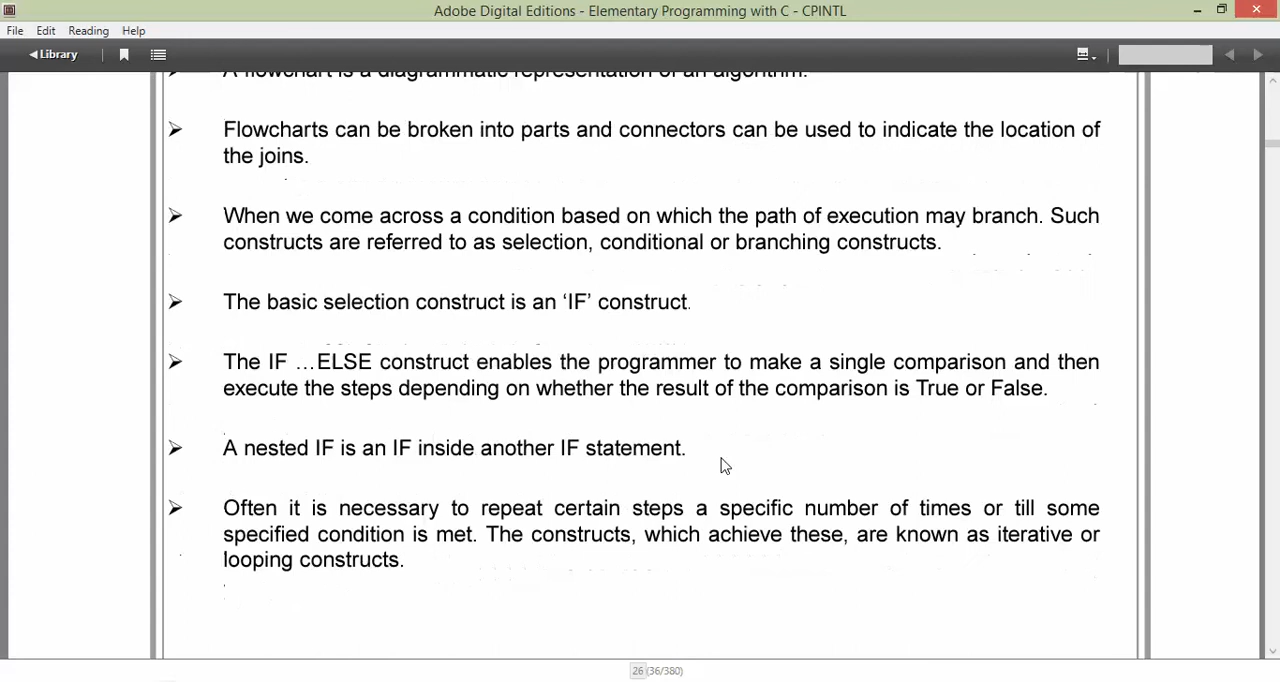 Adobe Digital Editions - Elementary Programming with C - CPINTL
File Edit Reading Help
Library
A flowchart is a diagrammatic representation of an algorithm.
Flowcharts can be broken into parts and connectors can be used to indicate the location of
the joins.
When we come across a condition based on which the path of execution may branch. Such
constructs are referred to as selection, conditional or branching constructs.
The basic selection construct is an ‘IF’ construct.
The IF …ELSE construct enables the programmer to make a single comparison and then
execute the steps depending on whether the result of the comparison is True or False.
A nested IF is an IF inside another IF statement.
Often it is necessary to repeat certain steps a specific number of times or till some
specified condition is met. The constructs, which achieve these, are known as iterative or
looping constructs.
26 (36/380)